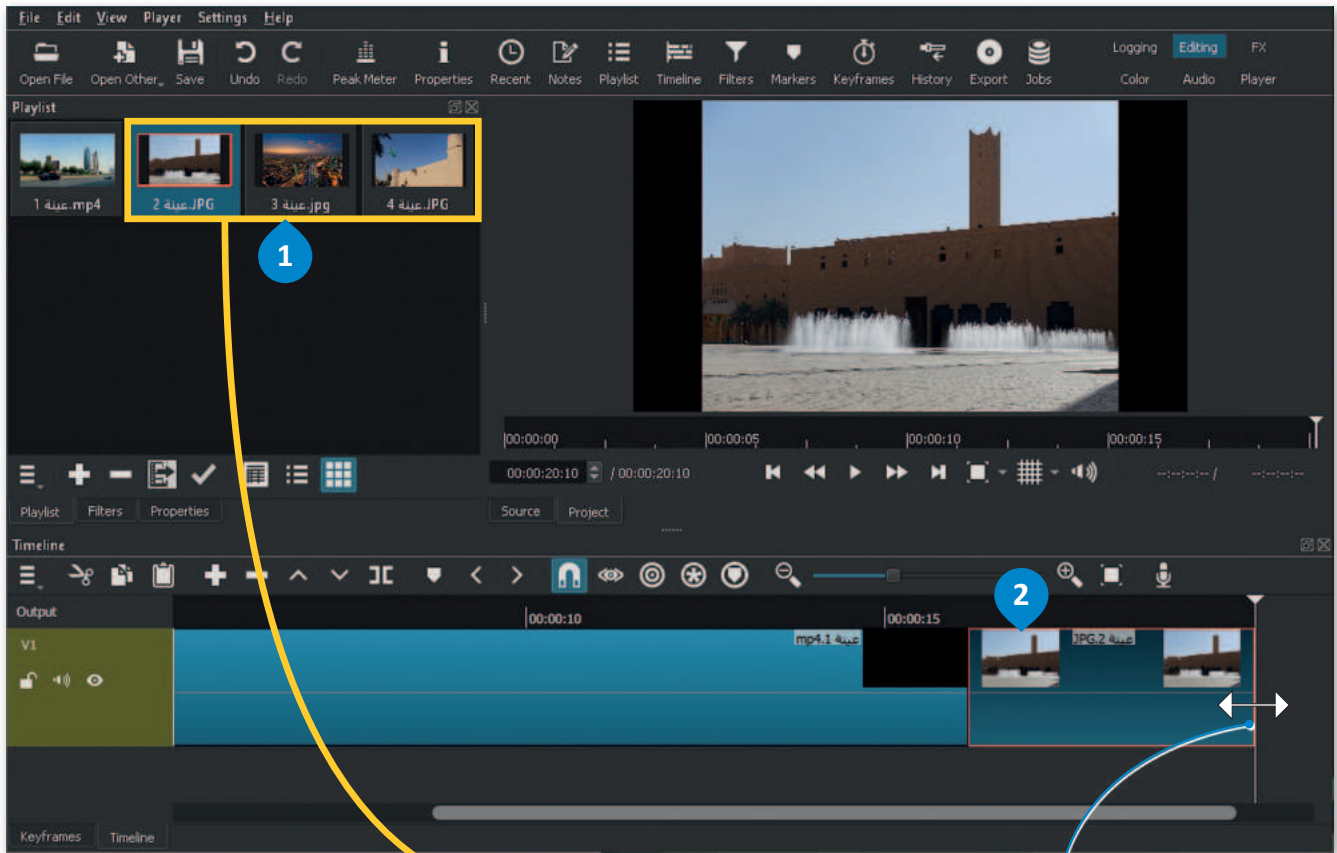 File Edit View Player Settings Help
Open File Open Other Save Undo Redo Peak Meter Properties Recent Notes Playlist Timeline Filters Markers Keyframes History Export Jobs
Logging Editing FX
Color Audio Player
Playlist
عينة 1.mp4
عينة 2.JPG
عينة 3.jpg
عينة 4.JPG
1
00:00:00 00:00:05 00:00:10 00:00:15
00:00:20:10 / 00:00:20:10
--:--:--:-- / --:--:--:--
Playlist Filters Properties
Source Project
Timeline
2
Output
00:00:10 00:00:15
V1
عينة 1.mp4
عينة 2.JPG
Keyframes Timeline